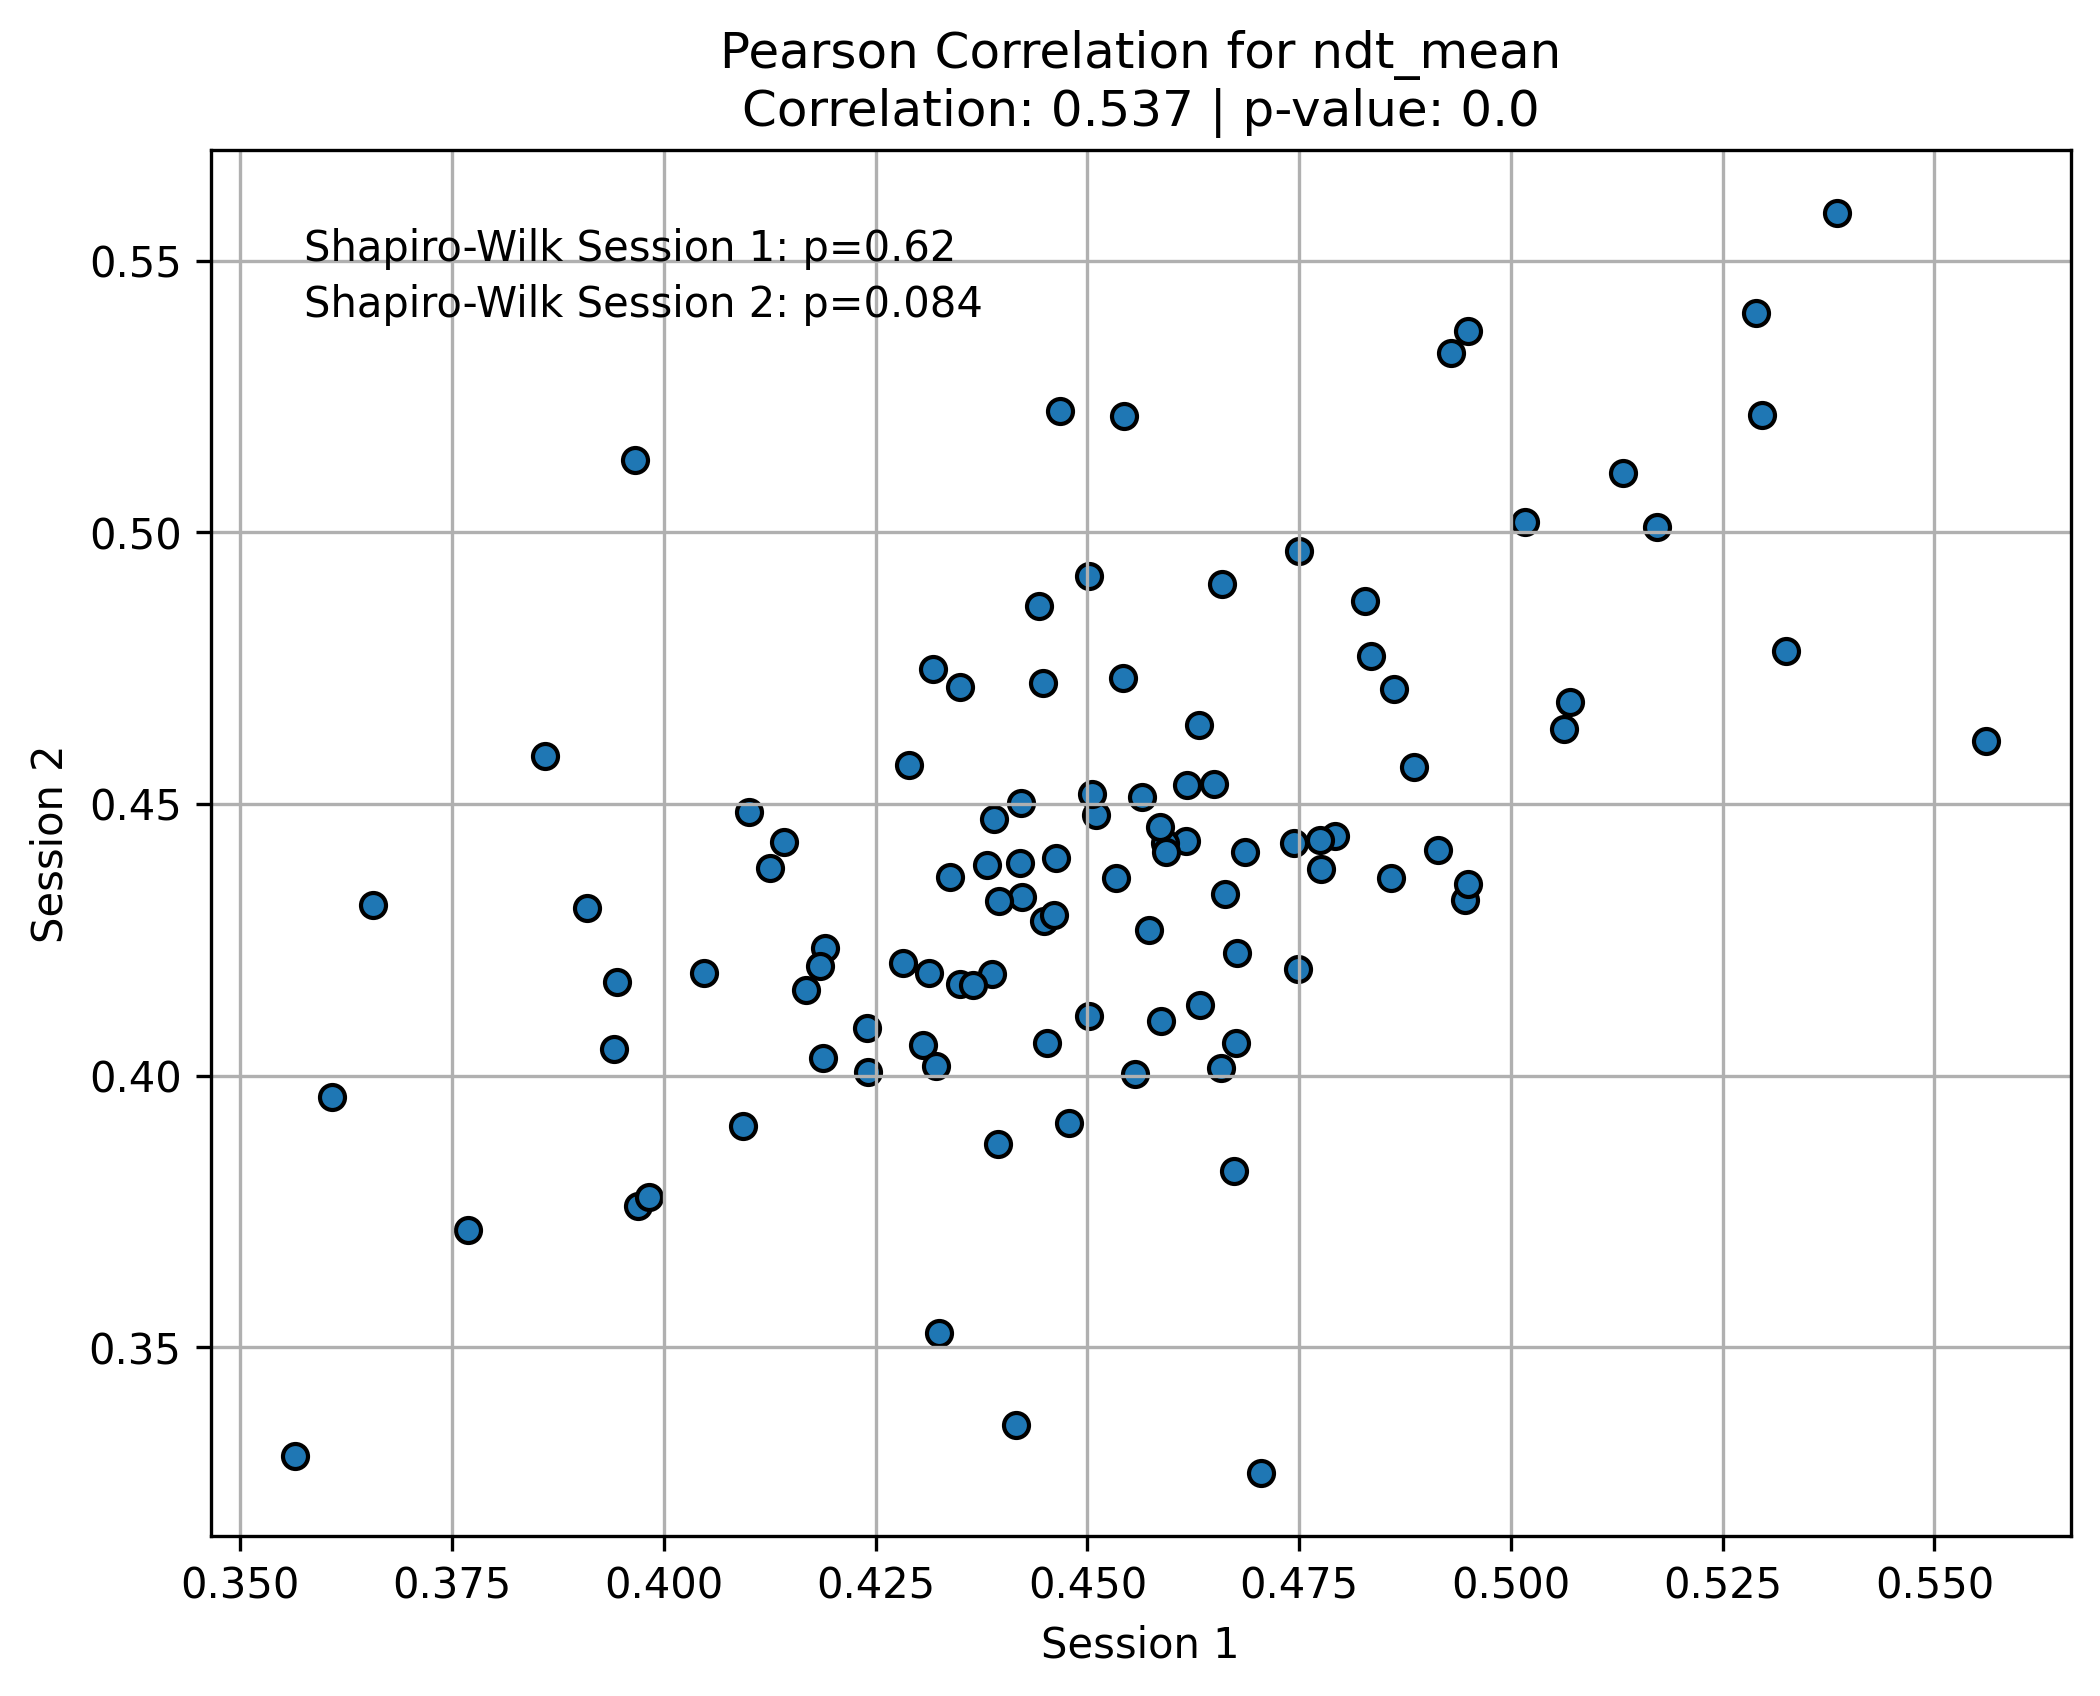 Pearson Correlation for ndt_mean
Correlation: 0.537 | p-value: 0.0
Shapiro-Wilk Session 1: p=0.62
Shapiro-Wilk Session 2: p=0.084
0.55
0.50
0.45
0.40
0.35
Session 2
0.350 0.375 0.400 0.425 0.450 0.475 0.500 0.525 0.550
Session 1